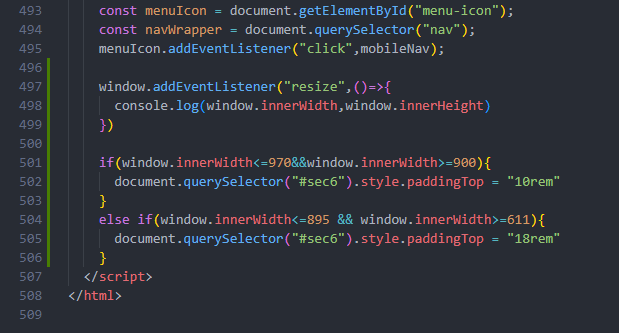 493 const menuIcon = document.getElementById("menu-icon");
494 const navWrapper = document.querySelector("nav");
495 menuIcon.addEventListener("click",mobileNav);
496
497 window.addEventListener("resize",()=>{
498 console.log(window.innerWidth,window.innerHeight)
499 })
500
501 if(window.innerWidth<=970&&window.innerWidth>=900){
502 document.querySelector("#sec6").style.paddingTop = "10rem"
503 }
504 else if(window.innerWidth<=895 && window.innerWidth>=611){
505 document.querySelector("#sec6").style.paddingTop = "18rem"
506 }
507 </script>
508 </html>
509